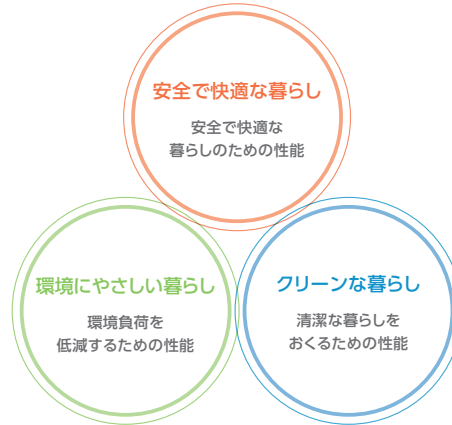 安全で快適な暮らし
安全で快適な
暮らしのための性能
環境にやさしい暮らし
環境負荷を
低減するための性能
クリーンな暮らし
清潔な暮らしを
おくるための性能